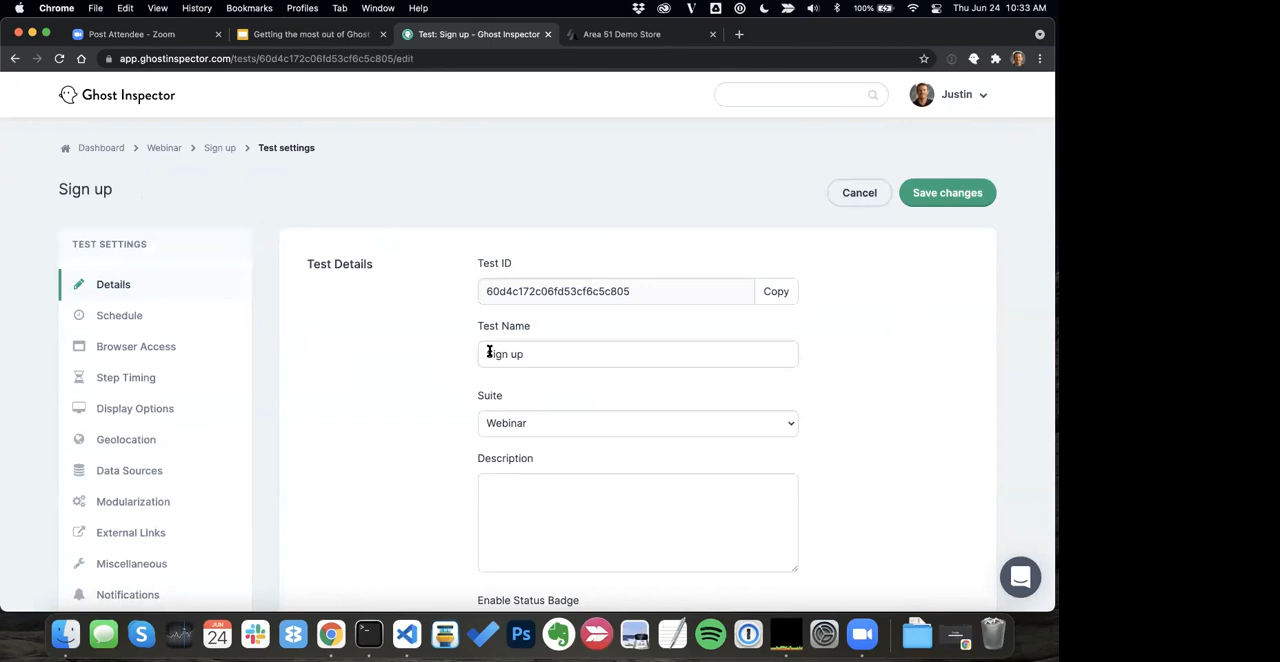 Chrome File Edit View History Bookmarks Profiles Tab Window Help 100% Thu Jun 24 10:33 AM
Post Attendee - Zoom Getting the most out of Ghost Test: Sign up - Ghost Inspector Area 51 Demo Store
app.ghostinspector.com/tests/60d4c172c06fd53cf6c5c805/edit
Ghost Inspector Justin
Dashboard > Webinar > Sign up > Test settings
Sign up
Cancel Save changes
TEST SETTINGS
Details
Schedule
Browser Access
Step Timing
Display Options
Geolocation
Data Sources
Modularization
External Links
Miscellaneous
Notifications
Test Details
Test ID
60d4c172c06fd53cf6c5c805 Copy
Test Name
Sign up
Suite
Webinar
Description
Enable Status Badge
JUN
24
Ps